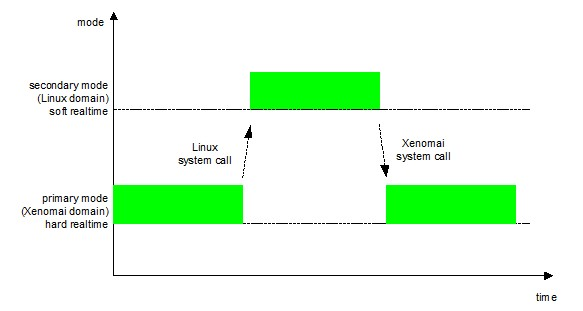 mode
secondary mode
(Linux domain)
soft realtime
Linux
system call
Xenomai
system call
primary mode
(Xenomai domain)
hard realtime
time